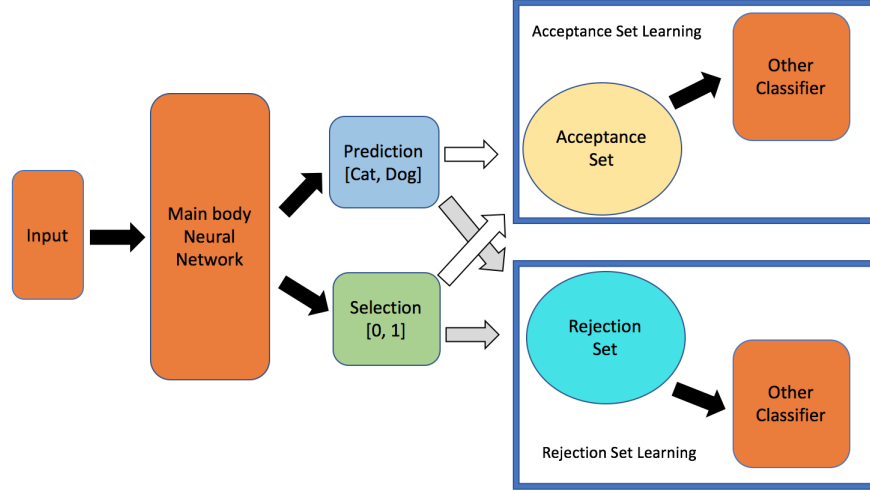 Input
Main body
Neural
Network
Prediction
[Cat, Dog]
Selection
[0, 1]
Acceptance Set Learning
Acceptance
Set
Other
Classifier
Rejection
Set
Other
Classifier
Rejection Set Learning